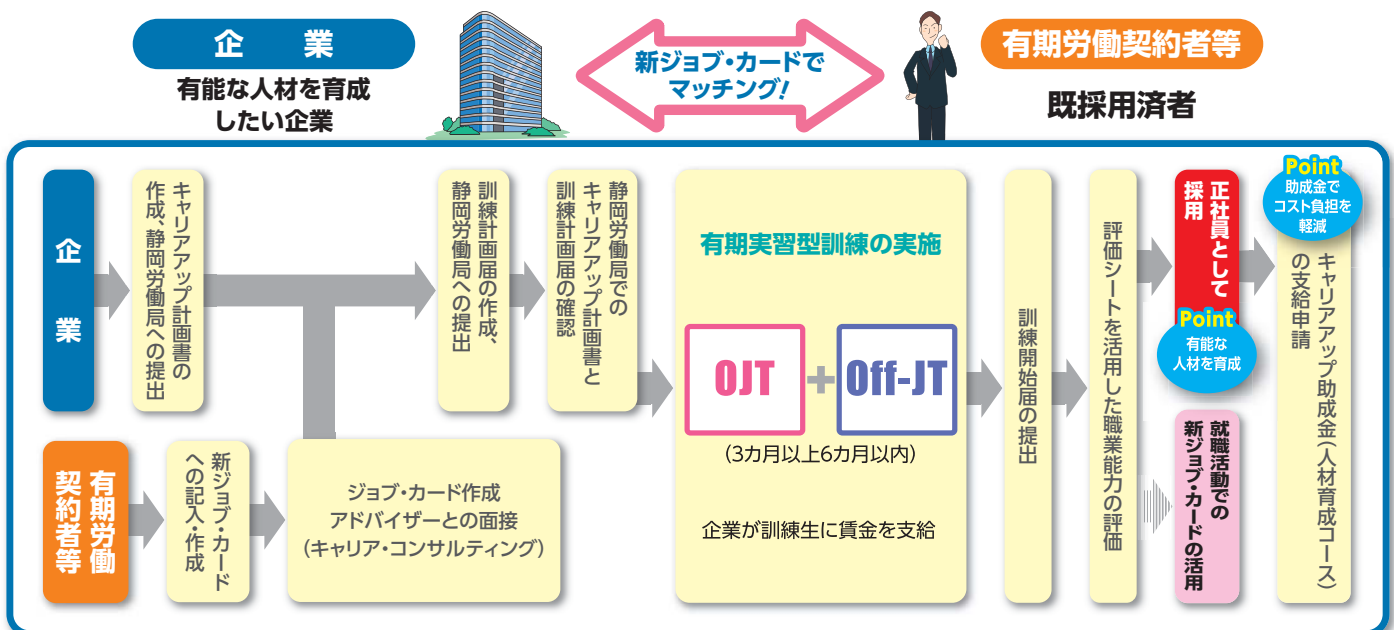 企　業
有能な人材を育成
したい企業
新ジョブ・カードで
マッチング!
有期労働契約者等
既採用済者
企　業
キャリアアップ計画書の
作成、静岡労働局への提出
訓練計画届の作成、
静岡労働局への提出
静岡労働局での
キャリアアップ計画書と
訓練計画届の確認
有期労働
契約者等
新ジョブ・カード
への記入・作成
ジョブ・カード作成
アドバイザーとの面接
(キャリア・コンサルティング)
有期実習型訓練の実施
OJT
+
Off-JT
(3カ月以上6カ月以内)
企業が訓練生に賃金を支給
訓練開始届の提出
評価シートを活用した職業能力の評価
正社員として
採用
Point
有能な
人材を育成
就職活動での
新ジョブ・カードの活用
Point
助成金で
コスト負担を
軽減
キャリアアップ助成金(人材育成コース)
の支給申請